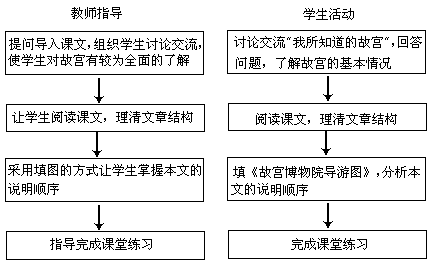 教师指导
提问导入课文，组织学生讨论交流，
使学生对故宫有较为全面的了解
让学生阅读课文，理清文章结构
采用填图的方式让学生掌握本文的
说明顺序
指导完成课堂练习
学生活动
讨论交流“我所知道的故宫”，回答
问题，了解故宫的基本情况
阅读课文，理清文章结构
填《故宫博物院导游图》，分析本
文的说明顺序
完成课堂练习